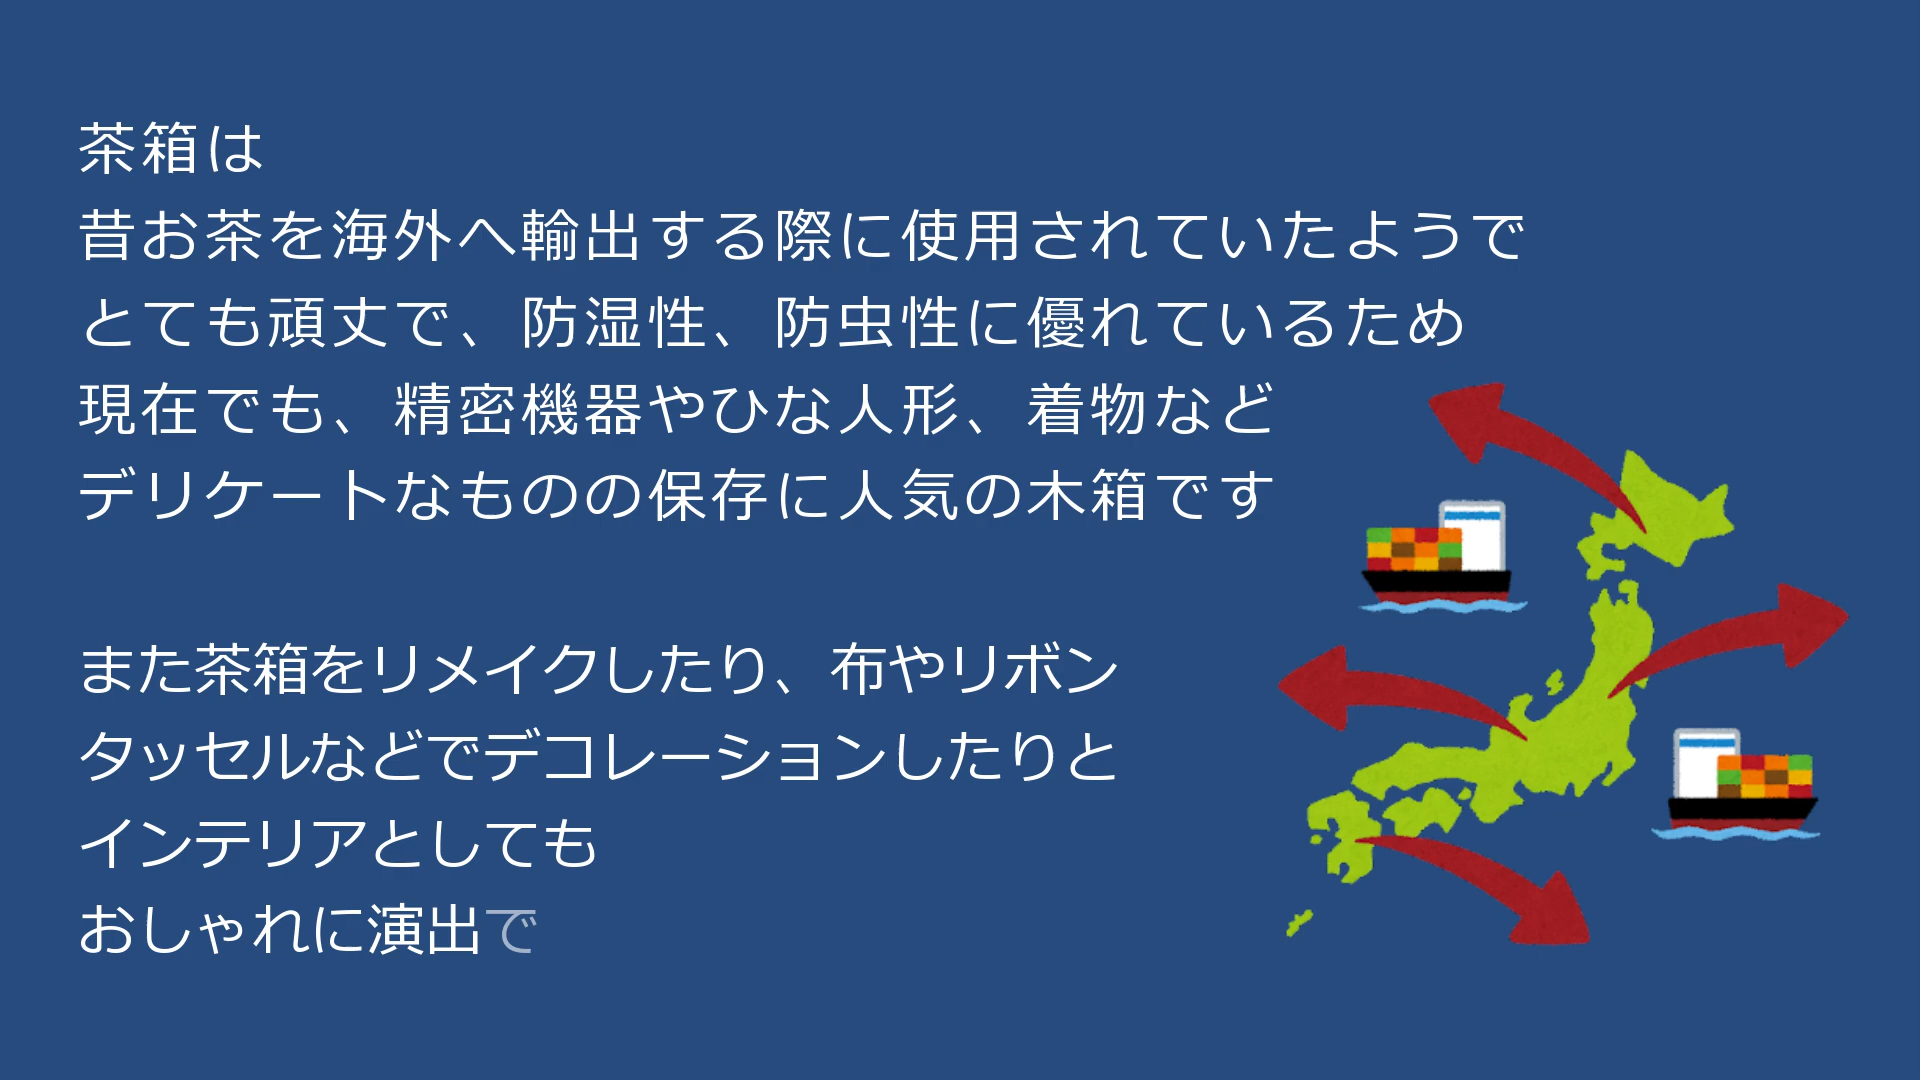 茶箱は
昔お茶を海外へ輸出する際に使用されていたようで
とても頑丈で、防湿性、防虫性に優れているため
現在でも、精密機器やひな人形、着物など
デリケートなものの保存に人気の木箱です
また茶箱をリメイクしたり、布やリボン
タッセルなどでデコレーションしたりと
インテリアとしても
おしゃれに演出で